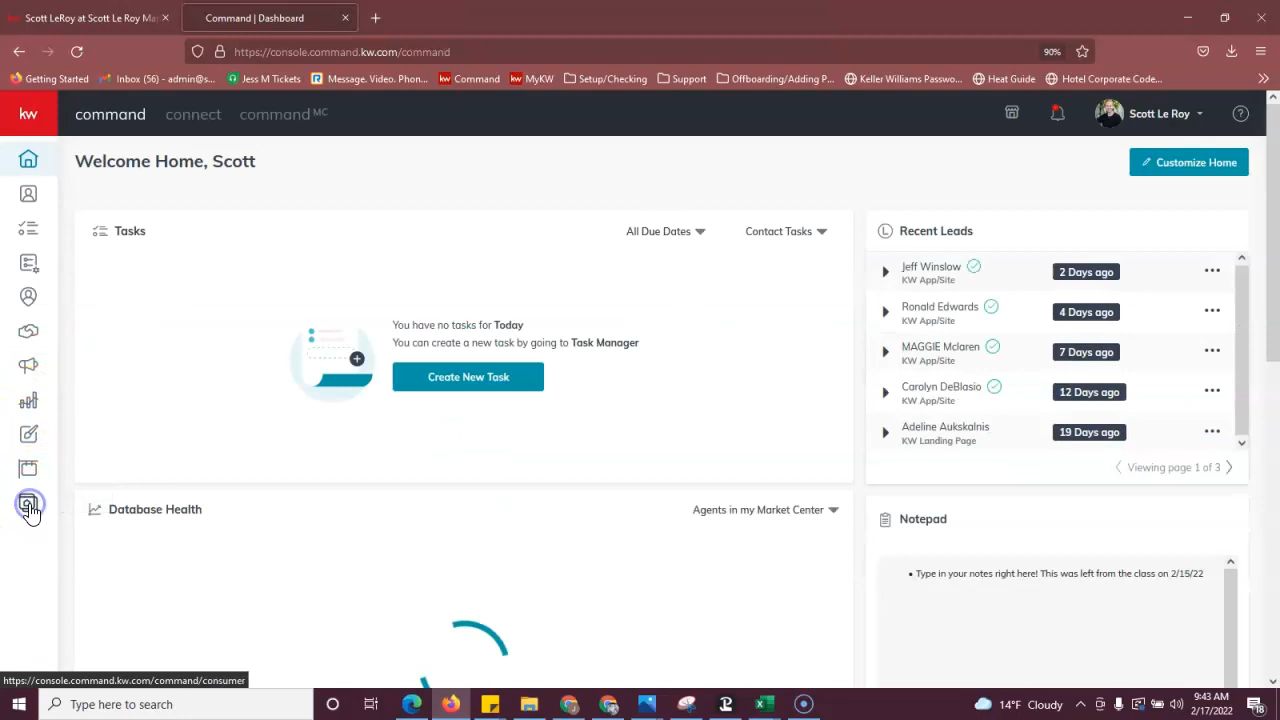 Scott LeRoy at Scott Le Roy Ma
Command | Dashboard
https://console.command.kw.com/command
90%
Getting Started
Inbox (56) - admin@s...
Jess M Tickets
Message. Video. Phon...
Command
MyKW
Setup/Checking
Support
Offboarding/Adding P...
Keller Williams Passwo...
Heat Guide
Hotel Corporate Code...
kw
command
connect
command MC
Scott Le Roy
Welcome Home, Scott
Customize Home
Tasks
All Due Dates
Contact Tasks
You have no tasks for Today
You can create a new task by going to Task Manager
Create New Task
Recent Leads
Jeff Winslow
KW App/Site
2 Days ago
Ronald Edwards
KW App/Site
4 Days ago
MAGGIE Mclaren
KW App/Site
7 Days ago
Carolyn DeBlasio
KW App/Site
12 Days ago
Adeline Aukskalnis
KW Landing Page
19 Days ago
Viewing page 1 of 3
Database Health
Agents in my Market Center
Notepad
• Type in your notes right here! This was left from the class on 2/15/22
https://console.command.kw.com/command/consumer
Type here to search
14°F Cloudy
9:43 AM
2/17/2022
18